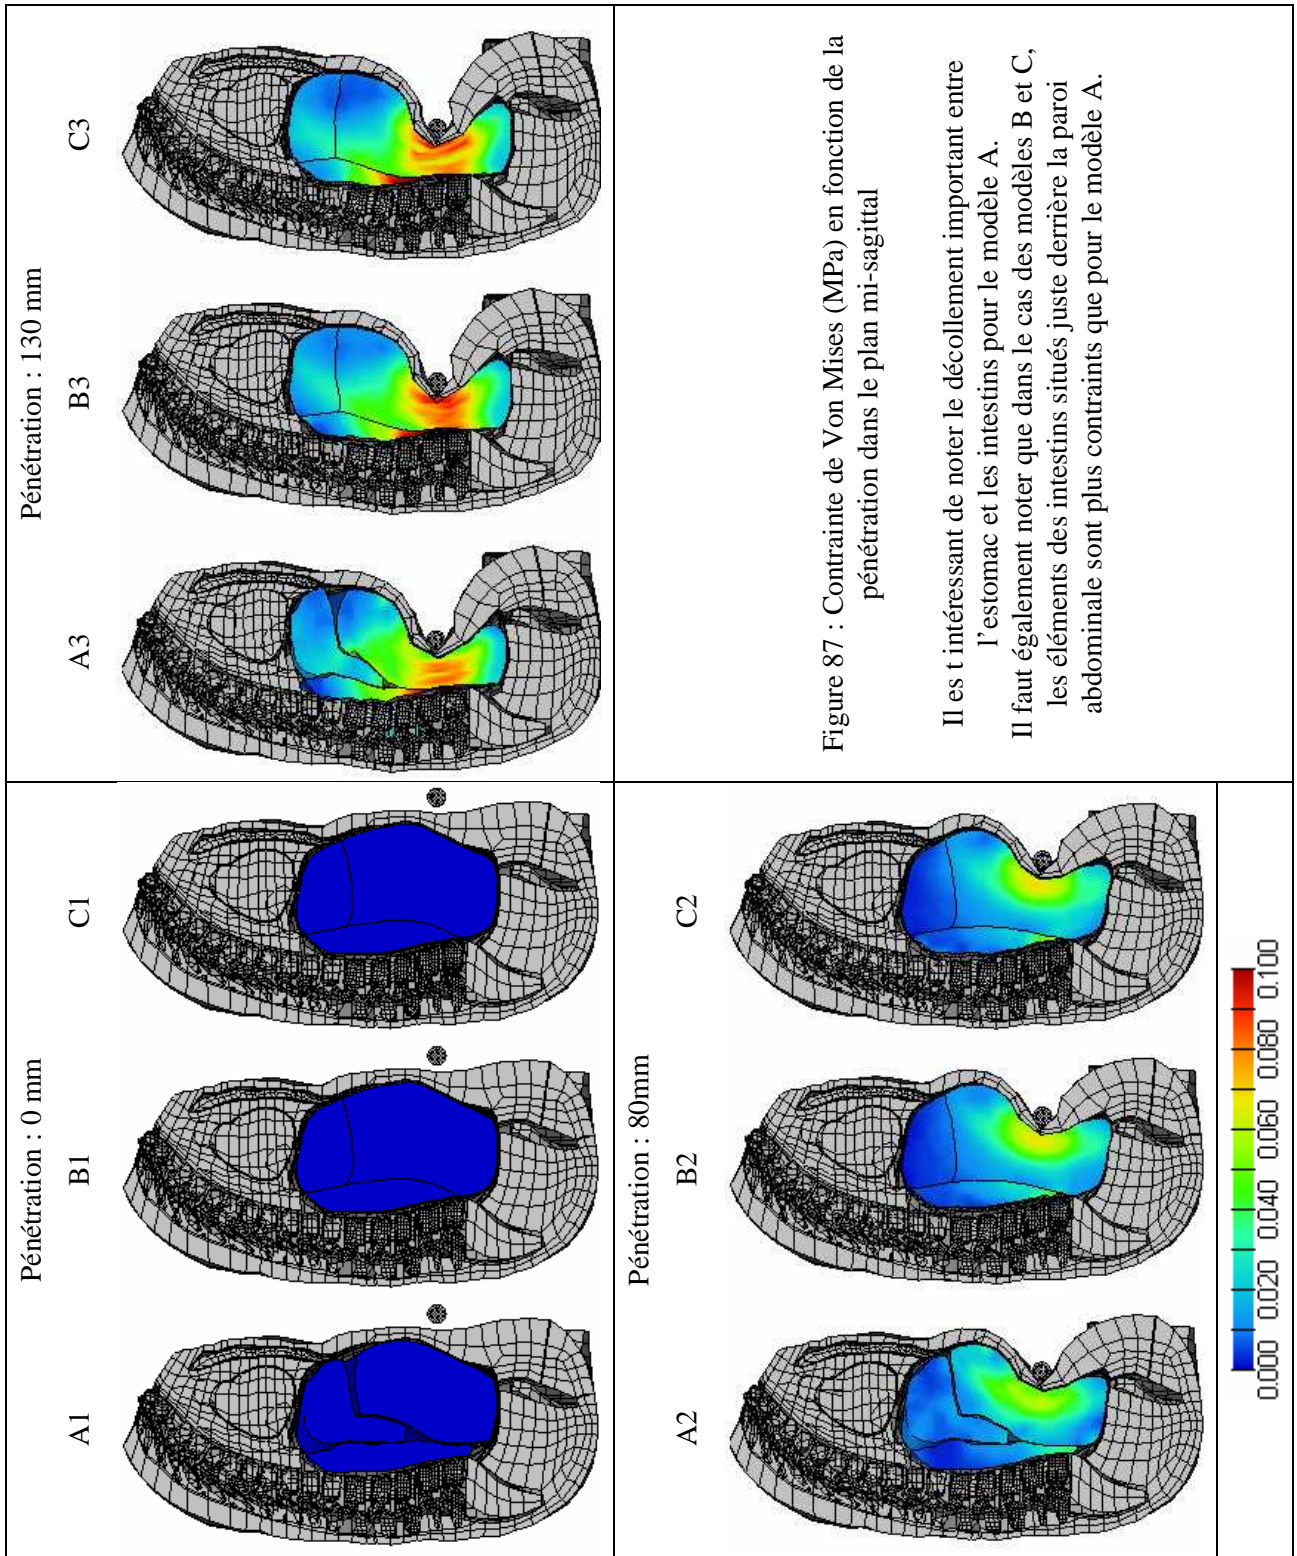 Pénétration : 0 mm
A1
B1
C1
Pénétration : 130 mm
A3
B3
C3
Pénétration : 80mm
A2
B2
C2
0.000 0.020 0.040 0.060 0.080 0.100
Figure 87 : Contrainte de Von Mises (MPa) en fonction de la
pénétration dans le plan mi-sagittal
Il es t intéressant de noter le décollement important entre
l'estomac et les intestins pour le modèle A.
Il faut également noter que dans le cas des modèles B et C,
les éléments des intestins situés juste derrière la paroi
abdominale sont plus contraints que pour le modèle A.